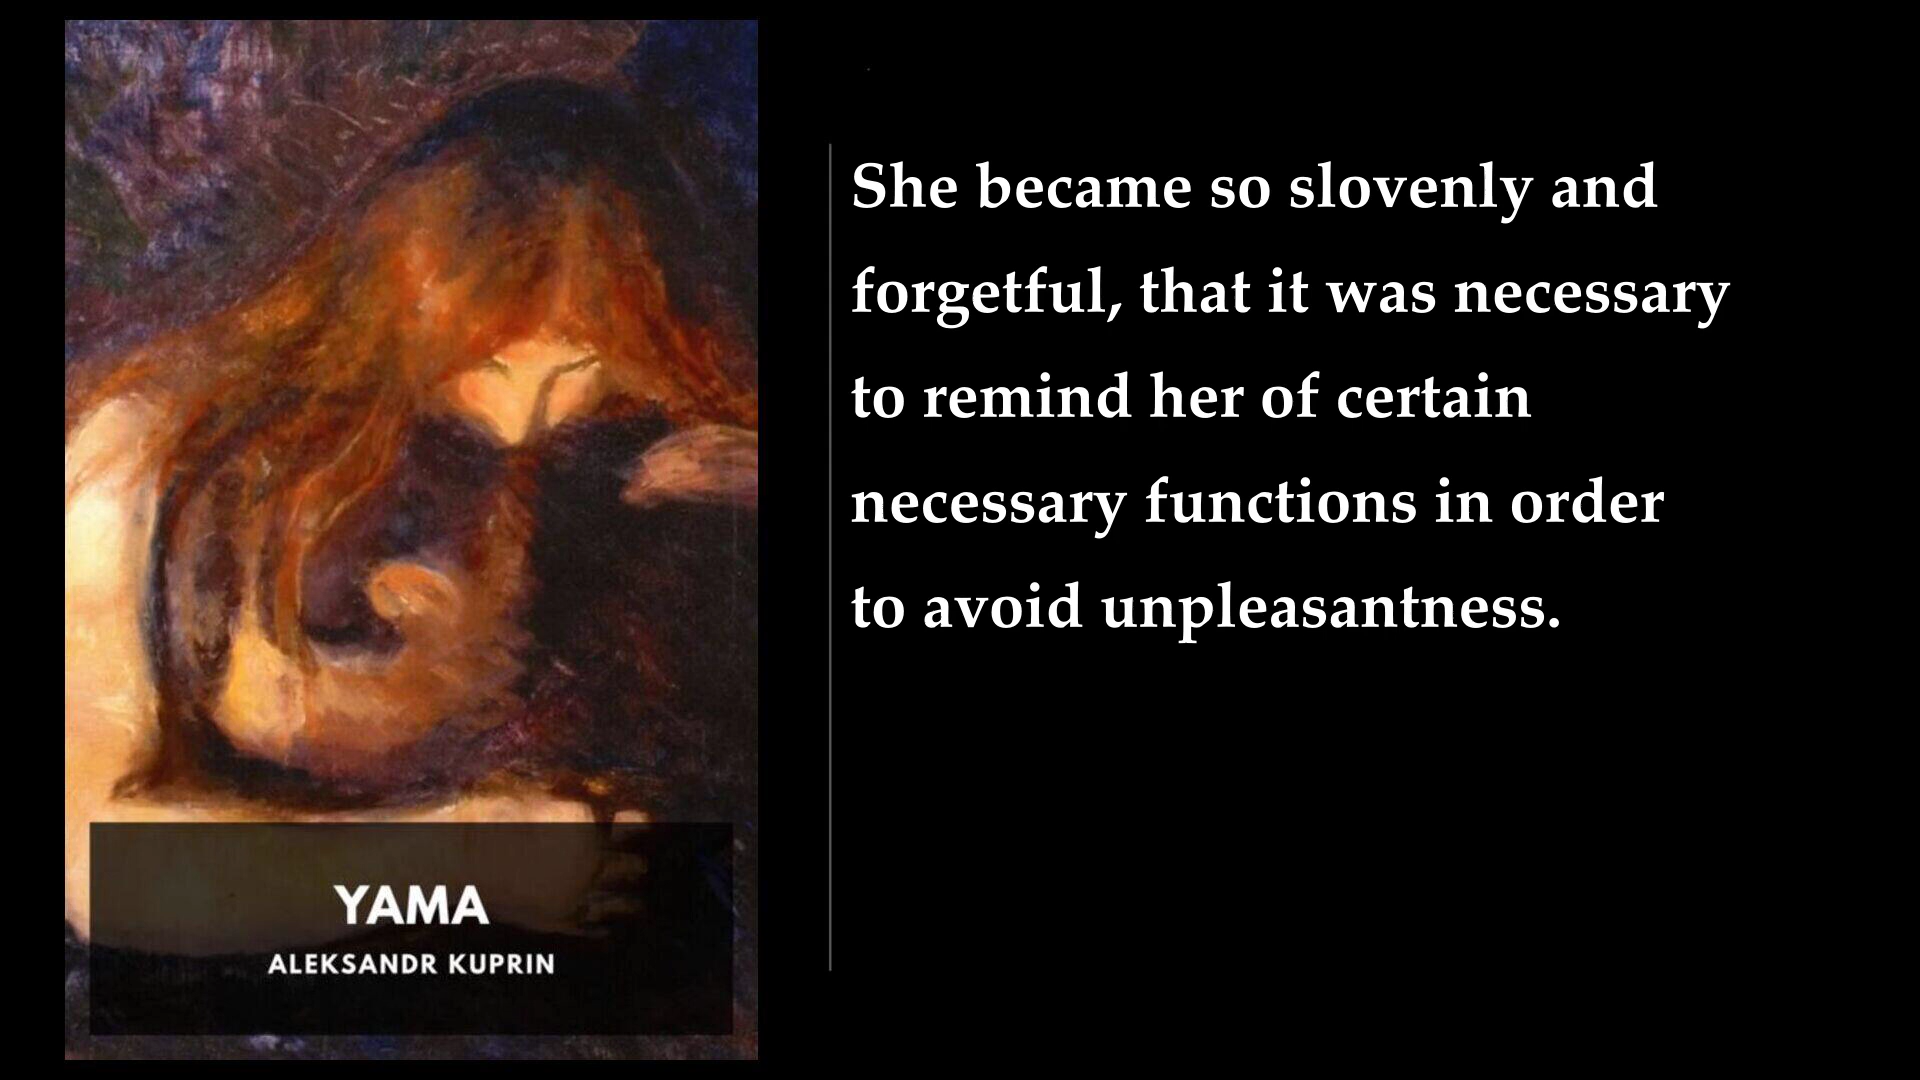 She became so slovenly and
forgetful, that it was necessary
to remind her of certain
necessary functions in order
to avoid unpleasantness.
YAMA
ALEKSANDR KUPRIN